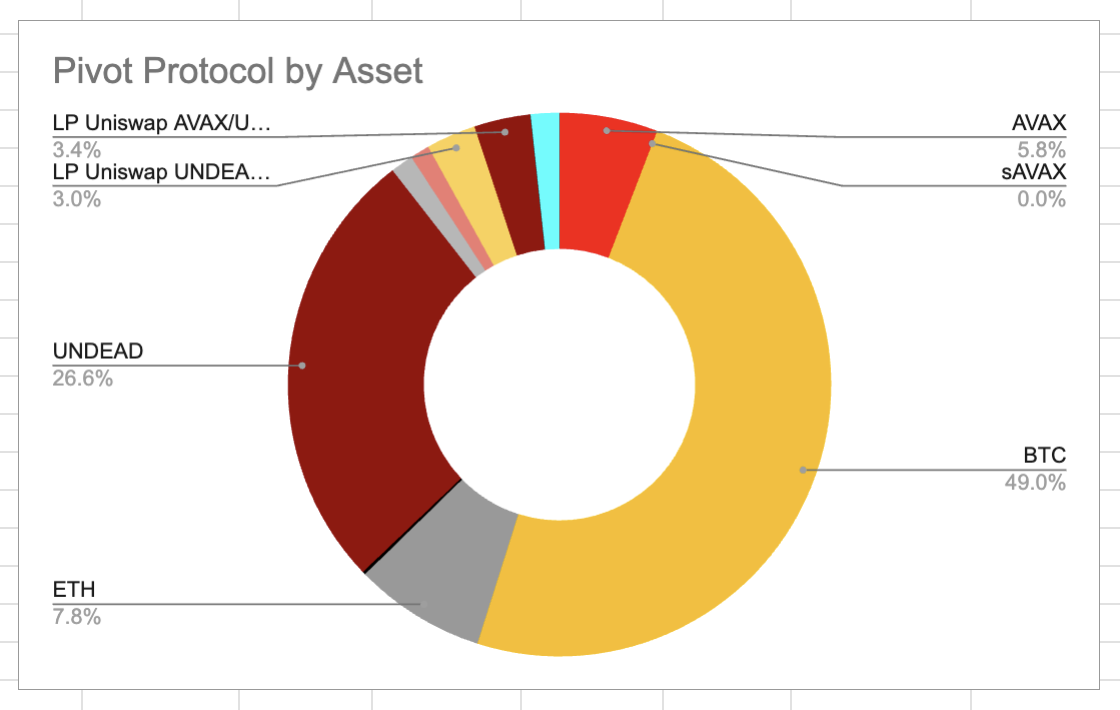 Pivot Protocol by Asset
LP Uniswap AVAX/U…
3.4%
LP Uniswap UNDEA…
3.0%
UNDEAD
26.6%
ETH
7.8%
AVAX
5.8%
sAVAX
0.0%
BTC
49.0%